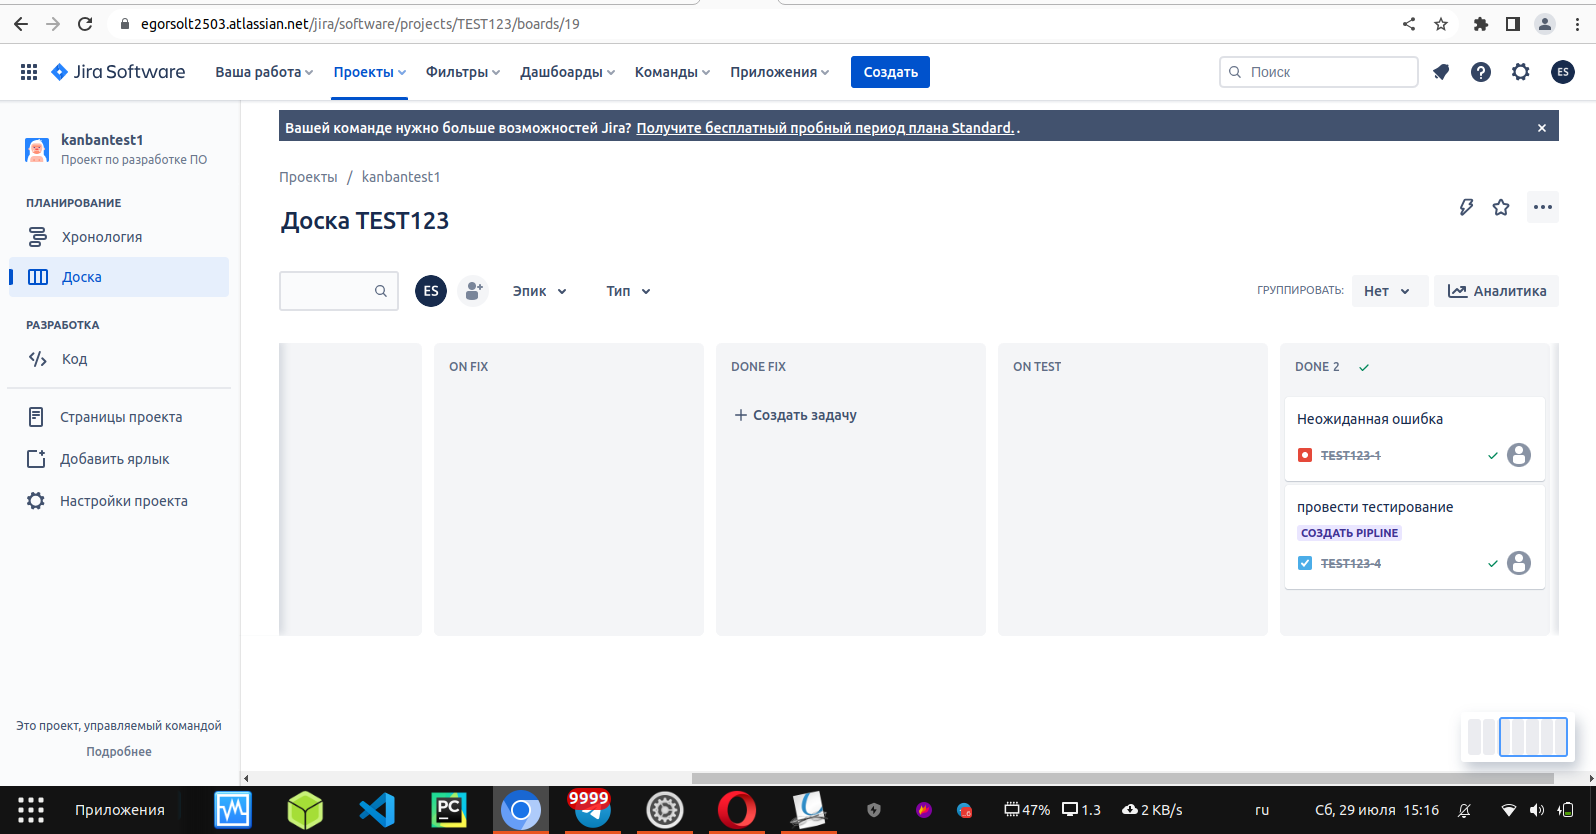 egorsolt2503.atlassian.net/jira/software/projects/TEST123/boards/19
Jira Software
Ваша работа
Проекты
Фильтры
Дашборды
Команды
Приложения
Создать
Поиск
ES
kanbantest1
Проект по разработке ПО
ПЛАНИРОВАНИЕ
Хронология
Доска
РАЗРАБОТКА
Код
Страницы проекта
Добавить ярлык
Настройки проекта
Это проект, управляемый командой
Подробнее
Вашей команде нужно больше возможностей Jira? Получите бесплатный пробный период плана Standard. .
Проекты / kanbantest1
Доска TEST123
ES
Эпик
Тип
ГРУППИРОВАТЬ:
Нет
Аналитика
ON FIX
DONE FIX
+ Создать задачу
ON TEST
DONE 2
Неожиданная ошибка
TEST123-1
провести тестирование
СОЗДАТЬ PIPLINE
TEST123-4
Приложения
PC
9999
47%
1.3
2 KB/s
ru
Сб, 29 июля 15:16